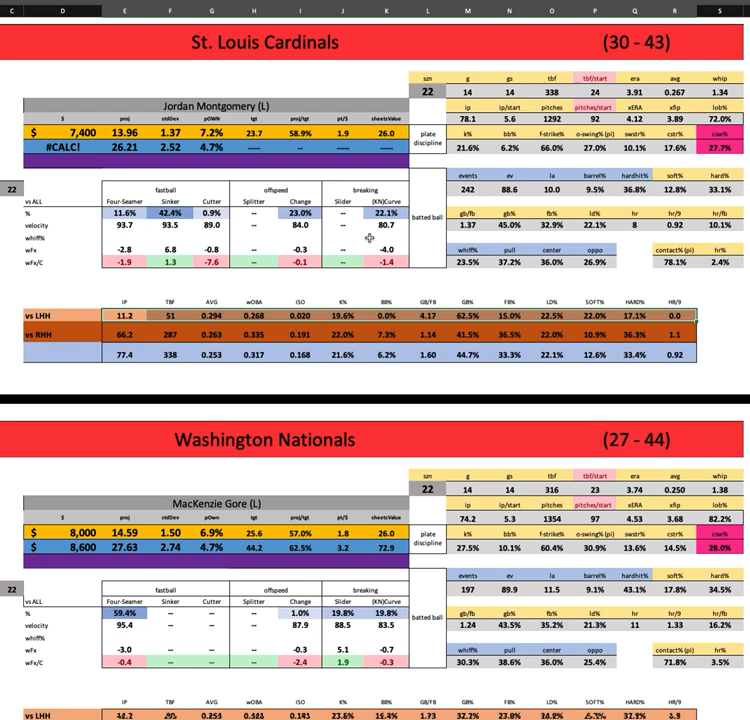 C D E F G H I J K L M N O P Q R S
St. Louis Cardinals (30 - 43)
szn g gs tbf tbf/start era avg whip
22 14 14 338 24 3.91 0.267 1.34
Jordan Montgomery (L) ip ip/start pitches pitches/start xERA xfip lob%
$ proj stdDev pOWN tgt proj/tgt pt/$ sheetsValue 78.1 5.6 1292 92 4.12 3.89 72.0%
$ 7,400 13.96 1.37 7.2% 23.7 58.9% 1.9 26.0 plate discipline k% bb% f-strike% o-swing% (pi) swstr% cstr% csw%
#CALC! 26.21 2.52 4.7% ---- ---- ---- ---- 21.6% 6.2% 66.0% 27.0% 10.1% 17.6% 27.7%
events ev la barrel% hardhit% soft% hard%
22 fastball offspeed breaking 242 88.6 10.0 9.5% 36.8% 12.8% 33.1%
vs ALL Four-Seamer Sinker Cutter Splitter Change Slider (KN)Curve
% 11.6% 42.4% 0.9% -- 23.0% -- 22.1% batted ball gb/fb gb% fb% ld% hr hr/9 hr/fb
velocity 93.7 93.5 89.0 -- 84.0 -- 80.7 1.37 45.0% 32.9% 22.1% 8 0.92 10.1%
whiff%
wFx -2.8 6.8 -0.8 -- -0.3 -- -4.0 whiff% pull center oppo contact% (pi) hr%
wFx/C -1.9 1.3 -7.6 -- -0.1 -- -1.4 23.5% 37.2% 36.0% 26.9% 78.1% 2.4%
IP TBF AVG wOBA ISO K% BB% GB/FB GB% FB% LD% SOFT% HARD% HR/9
vs LHH 11.2 51 0.294 0.268 0.020 19.6% 0.0% 4.17 62.5% 15.0% 22.5% 22.0% 17.1% 0.0
vs RHH 66.2 287 0.263 0.335 0.191 22.0% 7.3% 1.14 41.5% 36.5% 22.0% 10.9% 36.3% 1.1
77.4 338 0.253 0.317 0.168 21.6% 6.2% 1.60 44.7% 33.3% 22.1% 12.6% 33.4% 0.92
Washington Nationals (27 - 44)
szn g gs tbf tbf/start era avg whip
22 14 14 316 23 3.74 0.250 1.38
MacKenzie Gore (L) ip ip/start pitches pitches/start xERA xfip lob%
$ proj stdDev pOwn tgt proj/tgt pt/$ sheetsValue 74.2 5.3 1354 97 4.53 3.68 82.2%
$ 8,000 14.59 1.50 6.9% 25.6 57.0% 1.8 26.0 plate discipline k% bb% f-strike% o-swing% (pi) swstr% cstr% csw%
$ 8,600 27.63 2.74 4.7% 44.2 62.5% 3.2 72.9 27.5% 10.1% 60.4% 30.9% 13.6% 14.5% 28.0%
events ev la barrel% hardhit% soft% hard%
22 fastball offspeed breaking 197 89.9 11.5 9.1% 43.1% 17.8% 34.5%
vs ALL Four-Seamer Sinker Cutter Splitter Change Slider (KN)Curve
% 59.4% -- -- -- 1.0% 19.8% 19.8% batted ball gb/fb gb% fb% ld% hr hr/9 hr/fb
velocity 95.4 -- -- -- 87.9 88.5 83.5 1.24 43.5% 35.2% 21.3% 11 1.33 16.2%
whiff%
wFx -3.0 -- -- -- -0.3 5.1 -0.7 whiff% pull center oppo contact% (pi) hr%
wFx/C -0.4 -- -- -- -2.4 1.9 -0.3 30.3% 38.6% 36.0% 25.4% 71.8% 3.5%
IP TBF AVG wOBA ISO K% BB% GB/FB GB% FB% LD% SOFT% HARD% HR/9
vs LHH 1.73